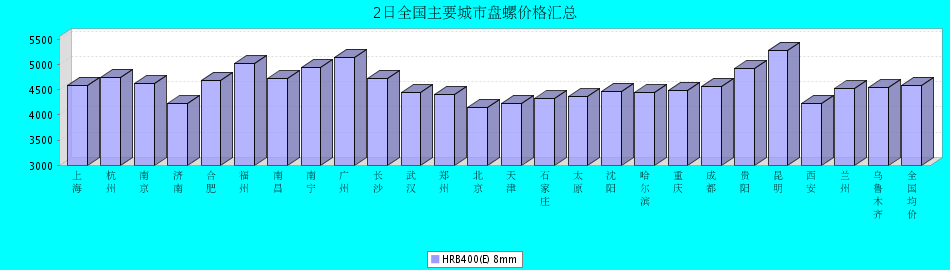 2日全国主要城市盘螺价格汇总
5500
5000
4500
4000
3500
3000
上海
杭州
南京
济南
合肥
福州
南昌
南宁
广州
长沙
武汉
郑州
北京
天津
石家庄
太原
沈阳
哈尔滨
重庆
成都
贵阳
昆明
西安
兰州
乌鲁木齐
全国均价
HRB400(E) 8mm